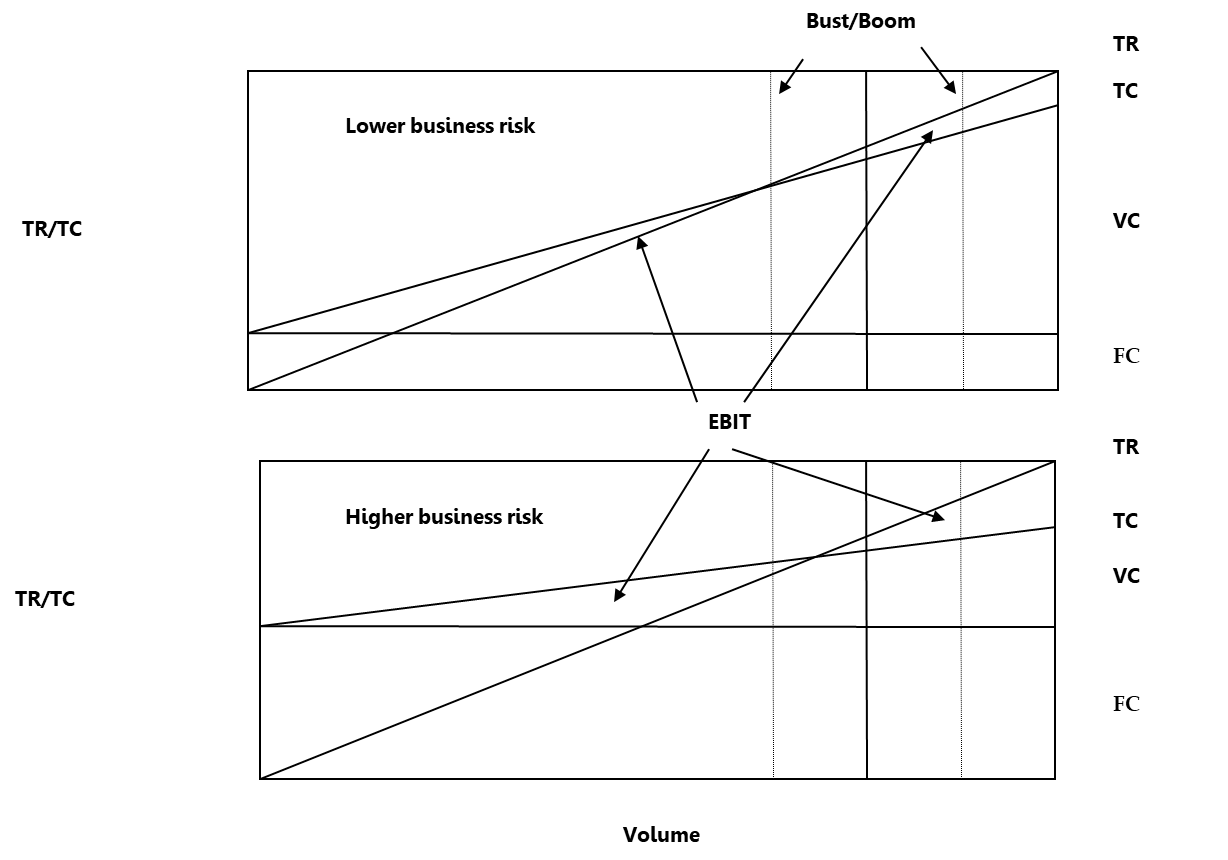 Bust/Boom
TR
TC
Lower business risk
VC
TR/TC
FC
EBIT
TR
Higher business risk
TC
VC
TR/TC
FC
Volume